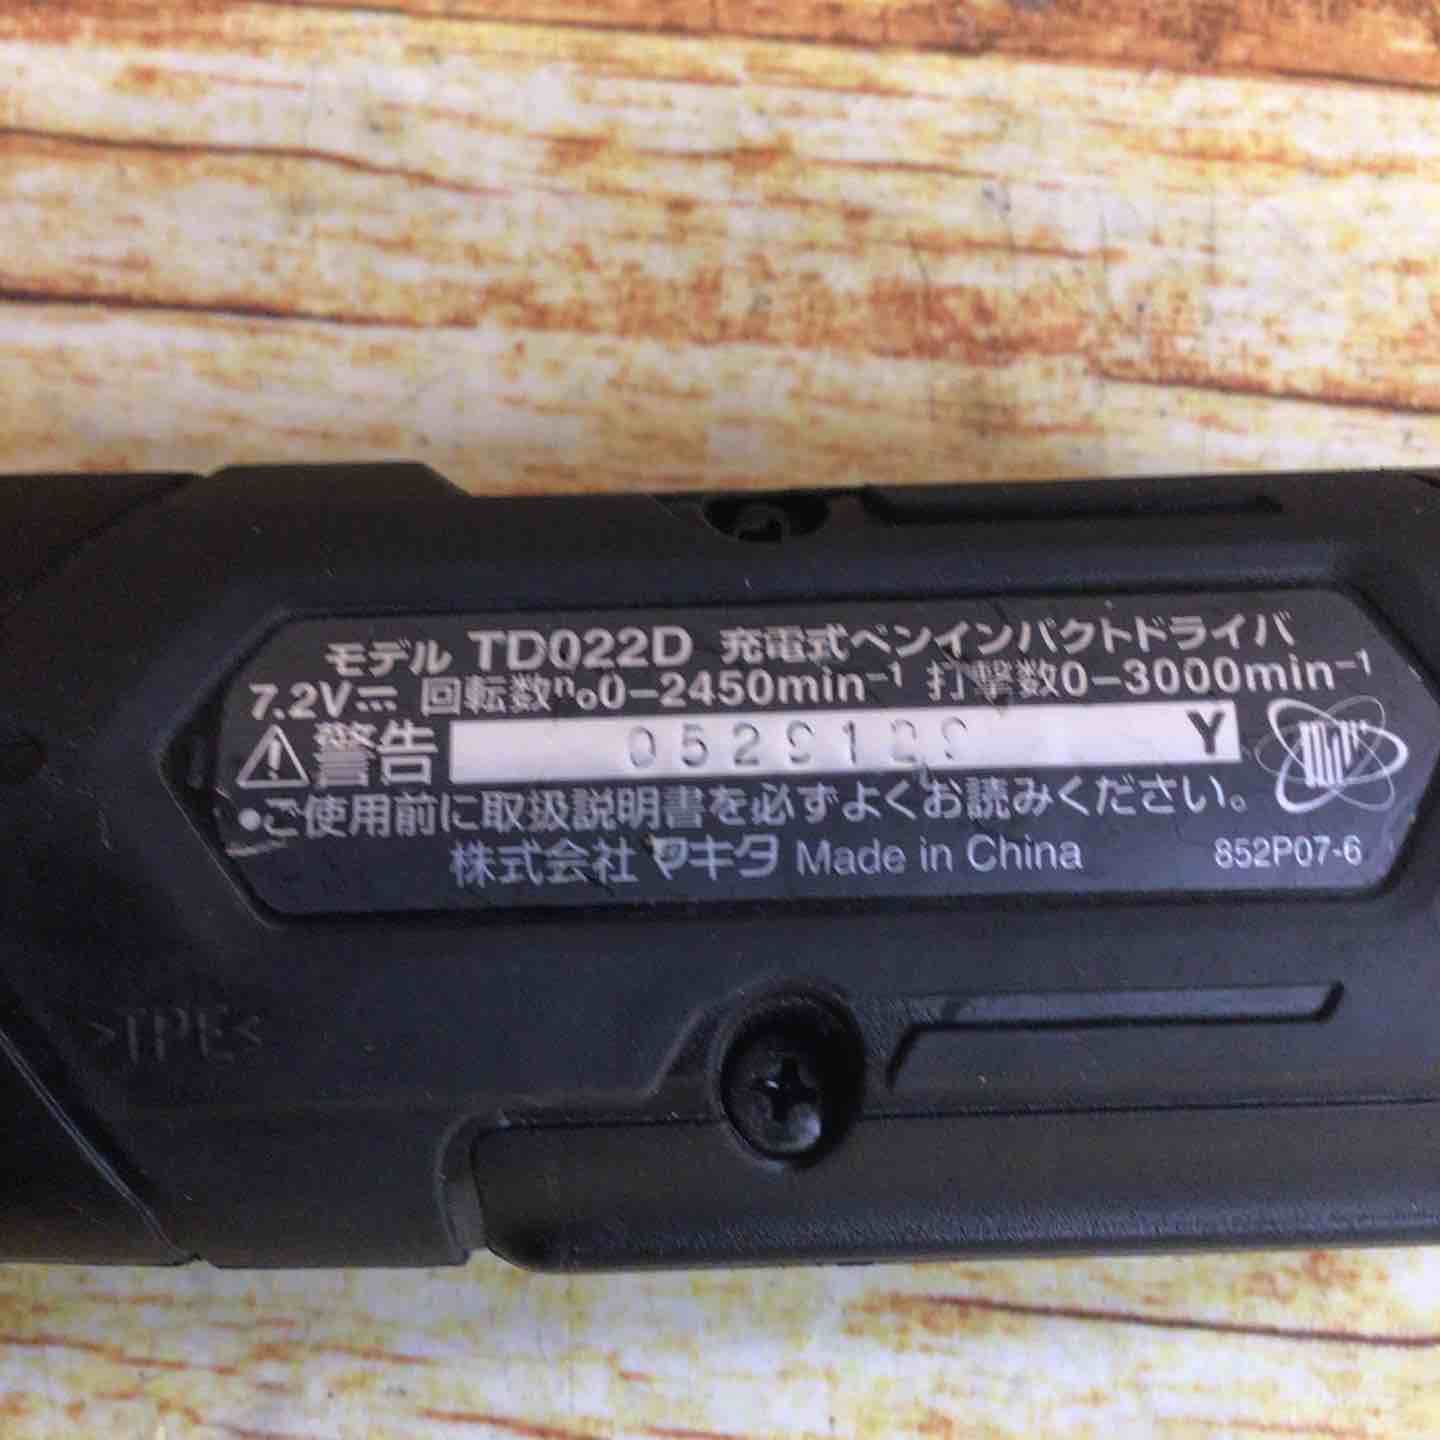 モデル TD022D 充電式ペンインパクトドライバ
7.2V⎓ 回転数n₀0-2450min⁻¹ 打撃数0-3000min⁻¹
⚠警告 Y
●ご使用前に取扱説明書を必ずよくお読みください。
株式会社 マキタ Made in China 852P07-6
>TPE<